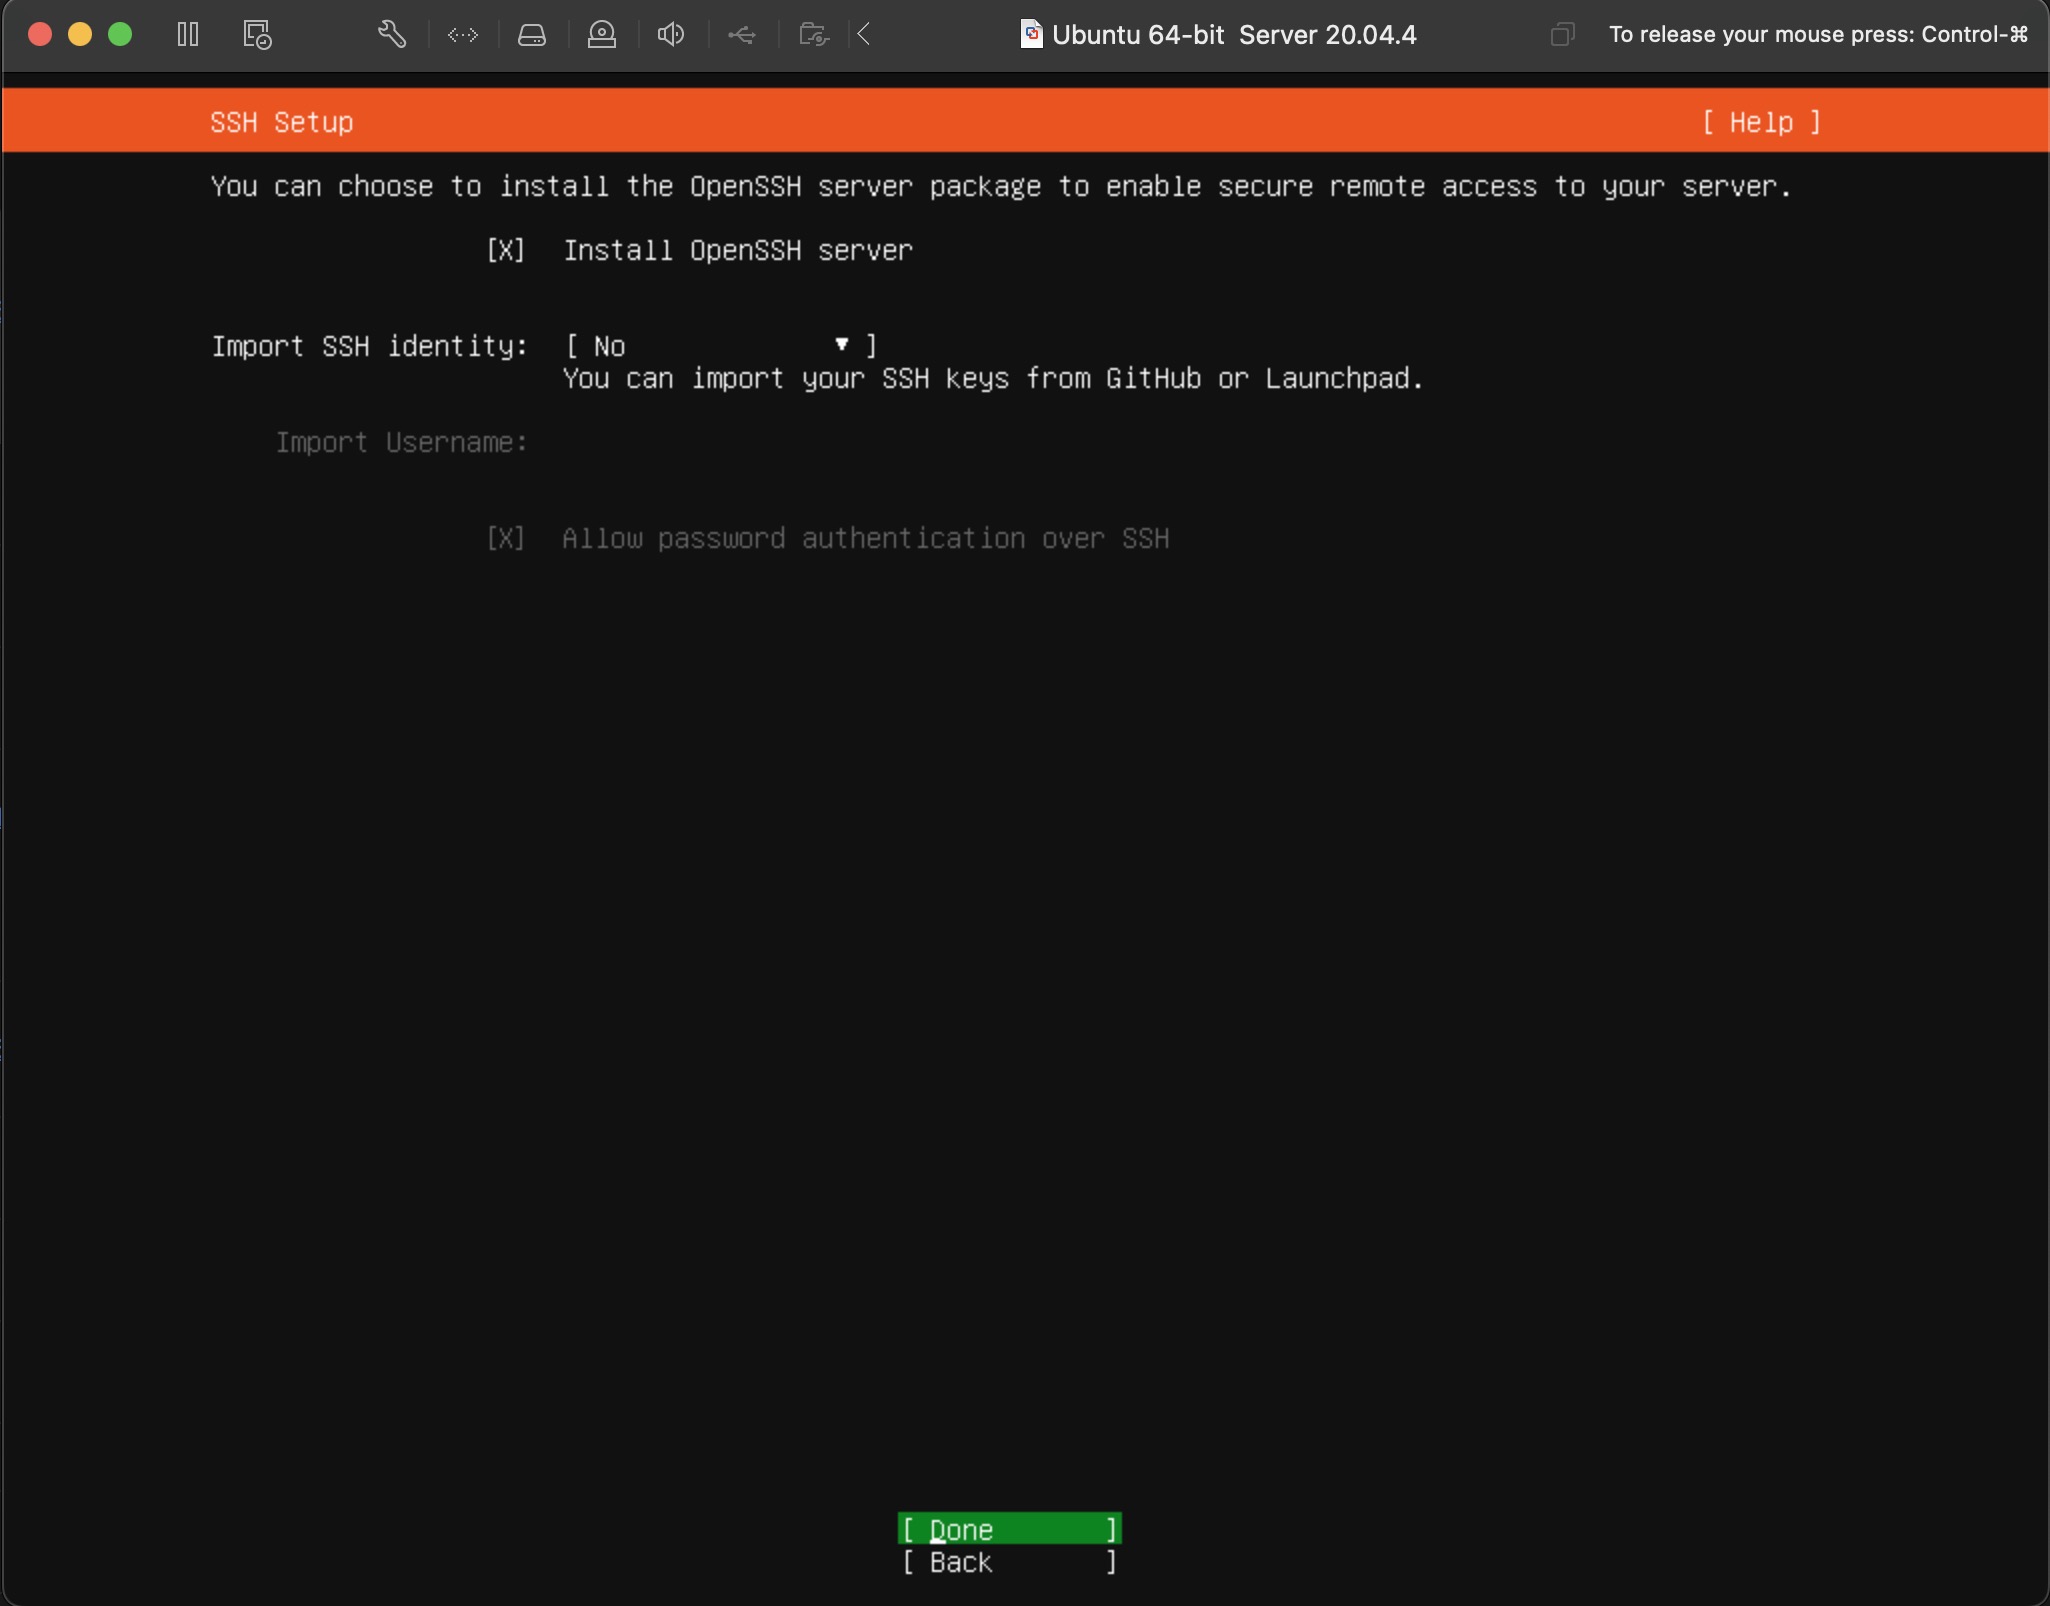 Ubuntu 64-bit Server 20.04.4
To release your mouse press: Control-⌘
SSH Setup [ Help ]
You can choose to install the OpenSSH server package to enable secure remote access to your server.
[X] Install OpenSSH server
Import SSH identity: [ No ▾ ]
You can import your SSH keys from GitHub or Launchpad.
Import Username:
[X] Allow password authentication over SSH
[ Done ]
[ Back ]